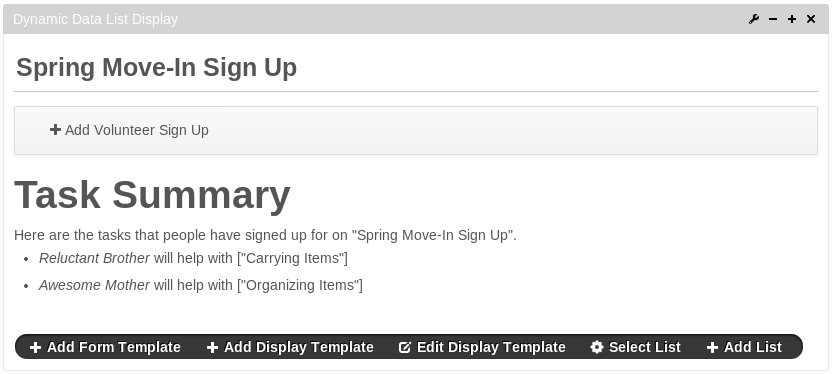 Dynamic Data List Display
Spring Move-In Sign Up
Add Volunteer Sign Up
Task Summary
Here are the tasks that people have signed up for on "Spring Move-In Sign Up".
Reluctant Brother will help with ["Carrying Items"]
Awesome Mother will help with ["Organizing Items"]
Add Form Template Add Display Template Edit Display Template Select List Add List